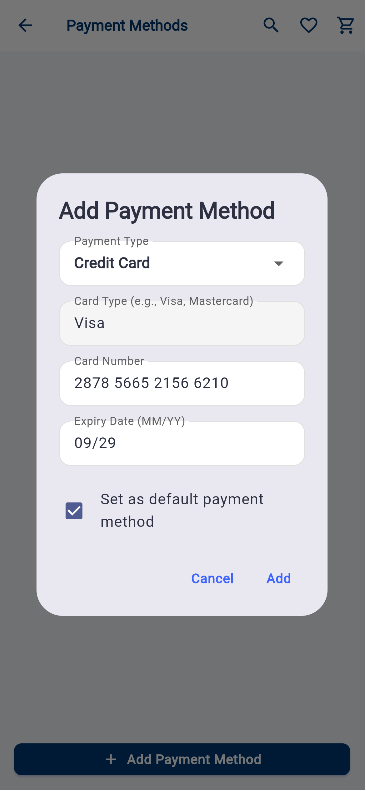 Payment Methods
Add Payment Method
Payment Type
Credit Card
Card Type (e.g., Visa, Mastercard)
Visa
Card Number
2878 5665 2156 6210
Expiry Date (MM/YY)
09/29
Set as default payment
method
Cancel Add
+ Add Payment Method